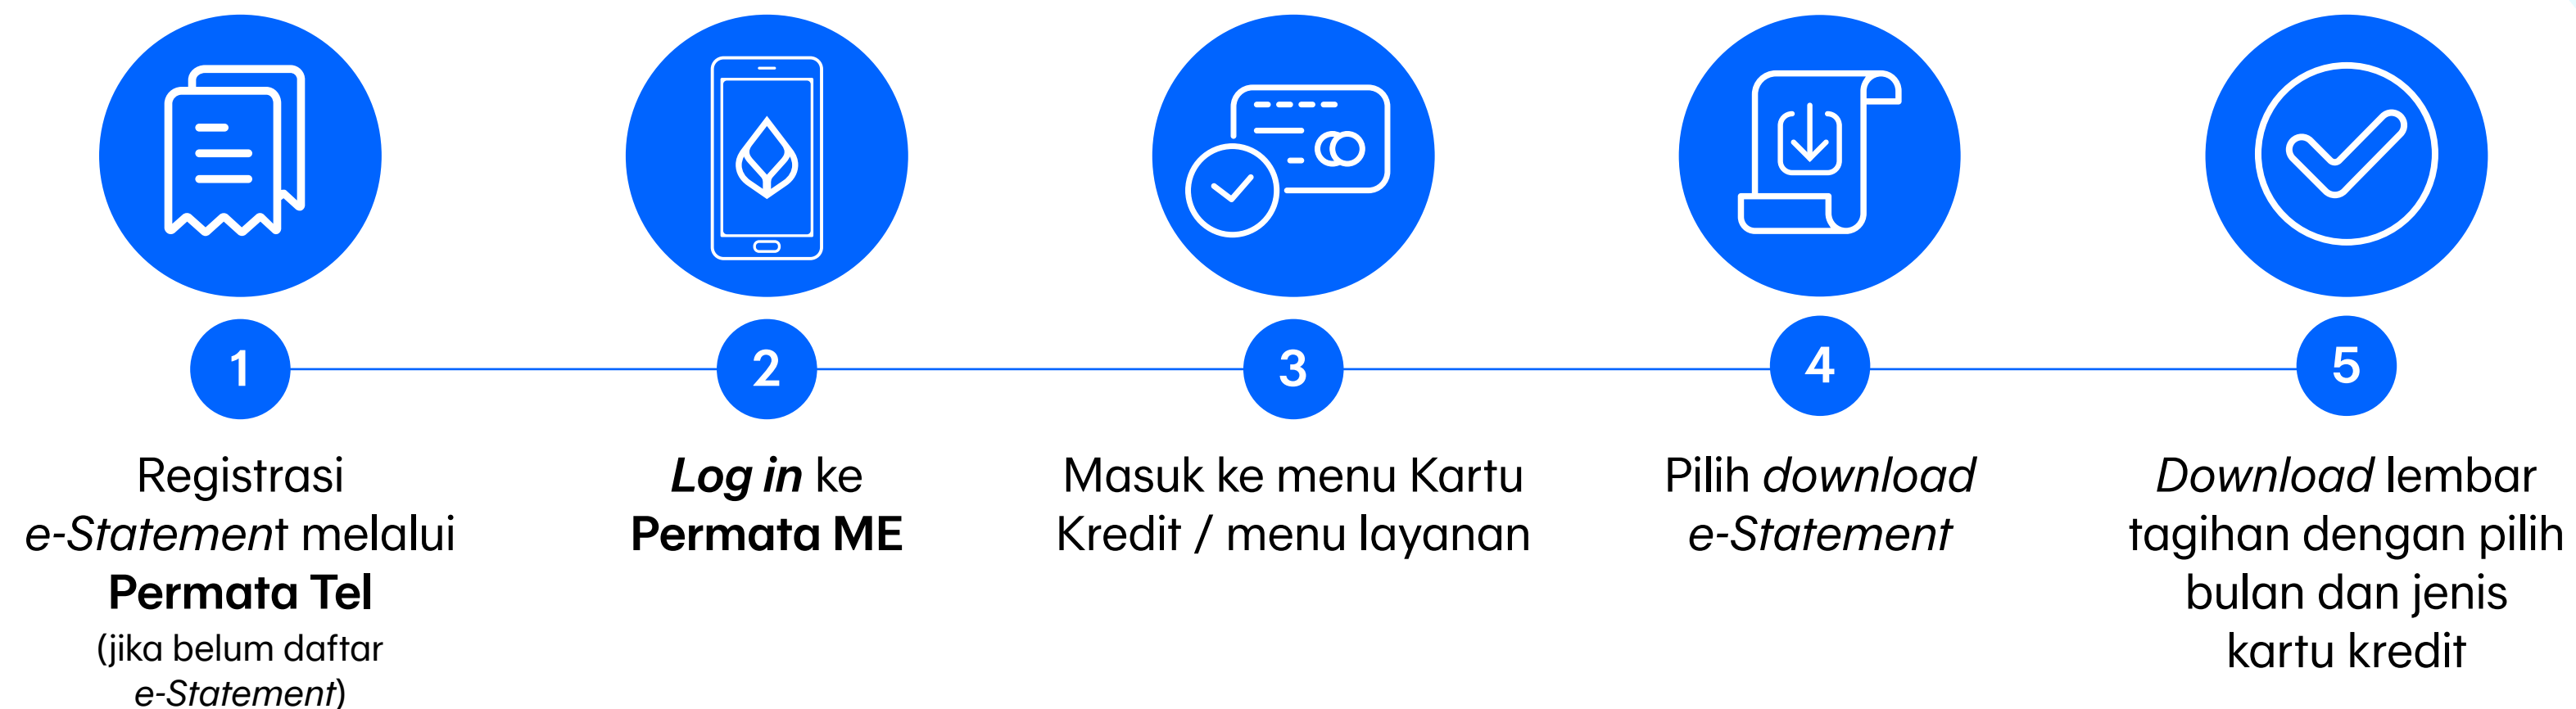 1
Registrasi
e-Statement melalui
Permata Tel
(jika belum daftar
e-Statement)
2
Log in ke
Permata ME
3
Masuk ke menu Kartu
Kredit / menu layanan
4
Pilih download
e-Statement
5
Download lembar
tagihan dengan pilih
bulan dan jenis
kartu kredit